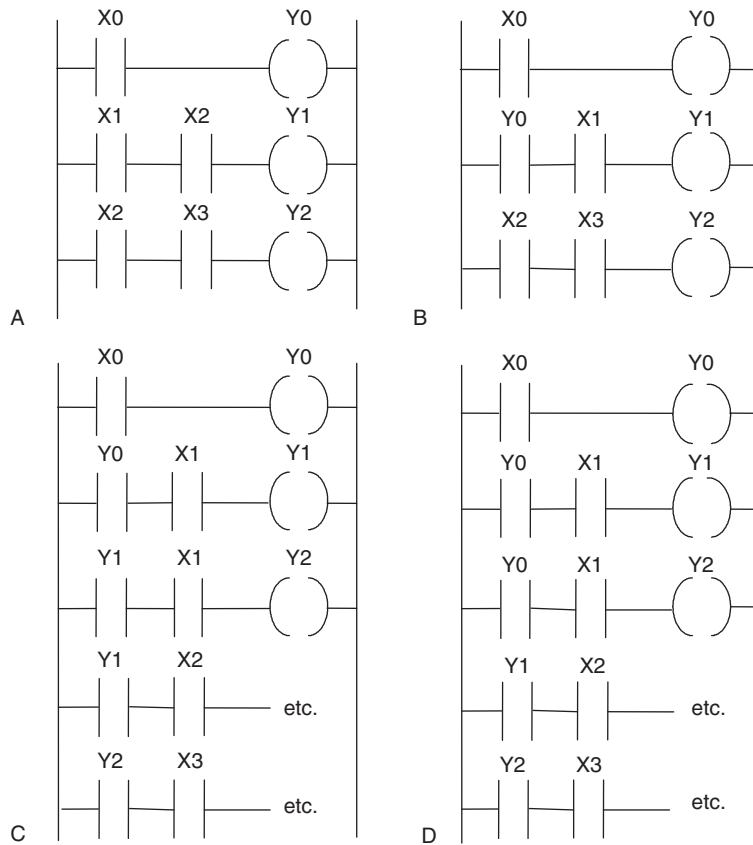 X0 Y0
X1 X2 Y1
X2 X3 Y2
A
X0 Y0
Y0 X1 Y1
X2 X3 Y2
B
X0 Y0
Y0 X1 Y1
Y1 X1 Y2
Y1 X2
etc.
Y2 X3
etc.
C
X0 Y0
Y0 X1 Y1
Y0 X1 Y2
Y1 X2
etc.
Y2 X3
etc.
D